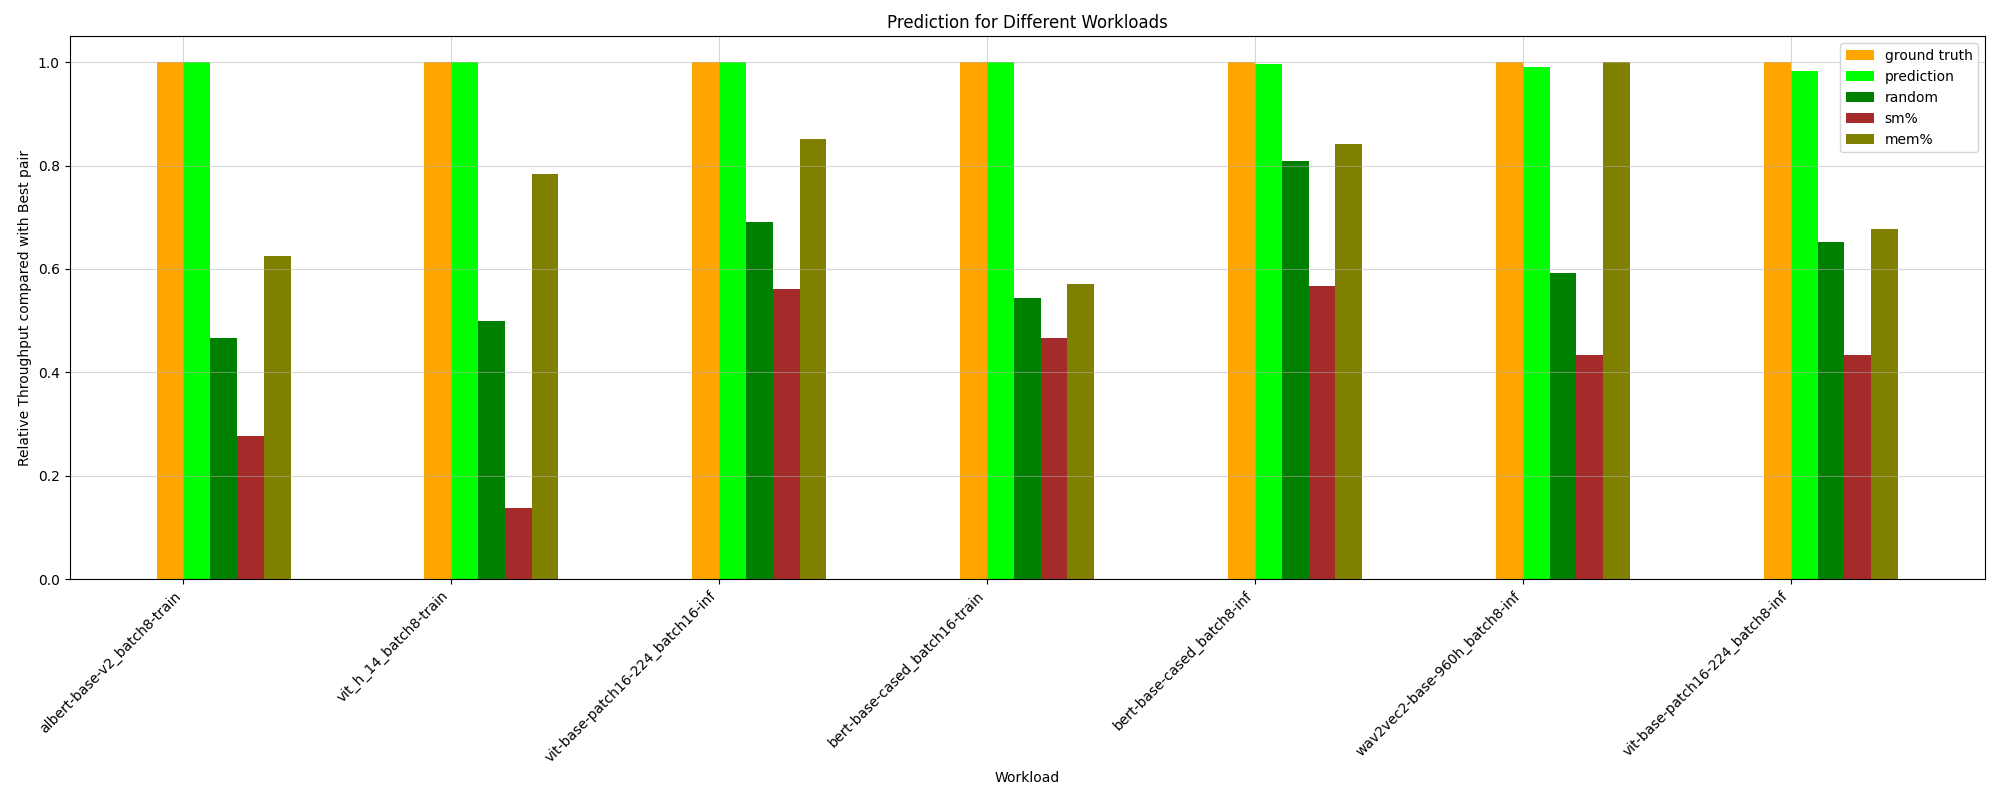 Prediction for Different Workloads
ground truth
prediction
random
sm%
mem%
Relative Throughput compared with Best pair
1.0
0.8
0.6
0.4
0.2
0.0
albert-base-v2_batch8-train
vit_h_14_batch8-train
vit-base-patch16-224_batch16-inf
bert-base-cased_batch16-train
bert-base-cased_batch8-inf
wav2vec2-base-960h_batch8-inf
vit-base-patch16-224_batch8-inf
Workload